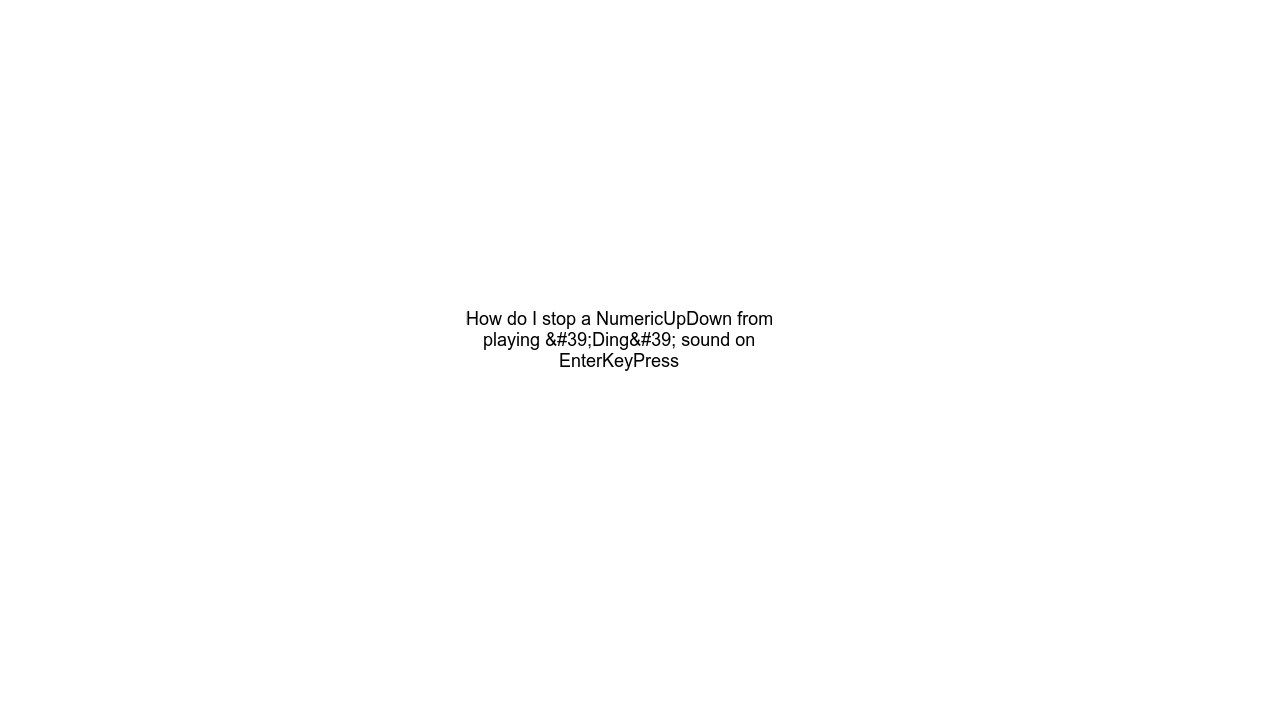 How do I stop a NumericUpDown from
playing &#39;Ding&#39; sound on
EnterKeyPress